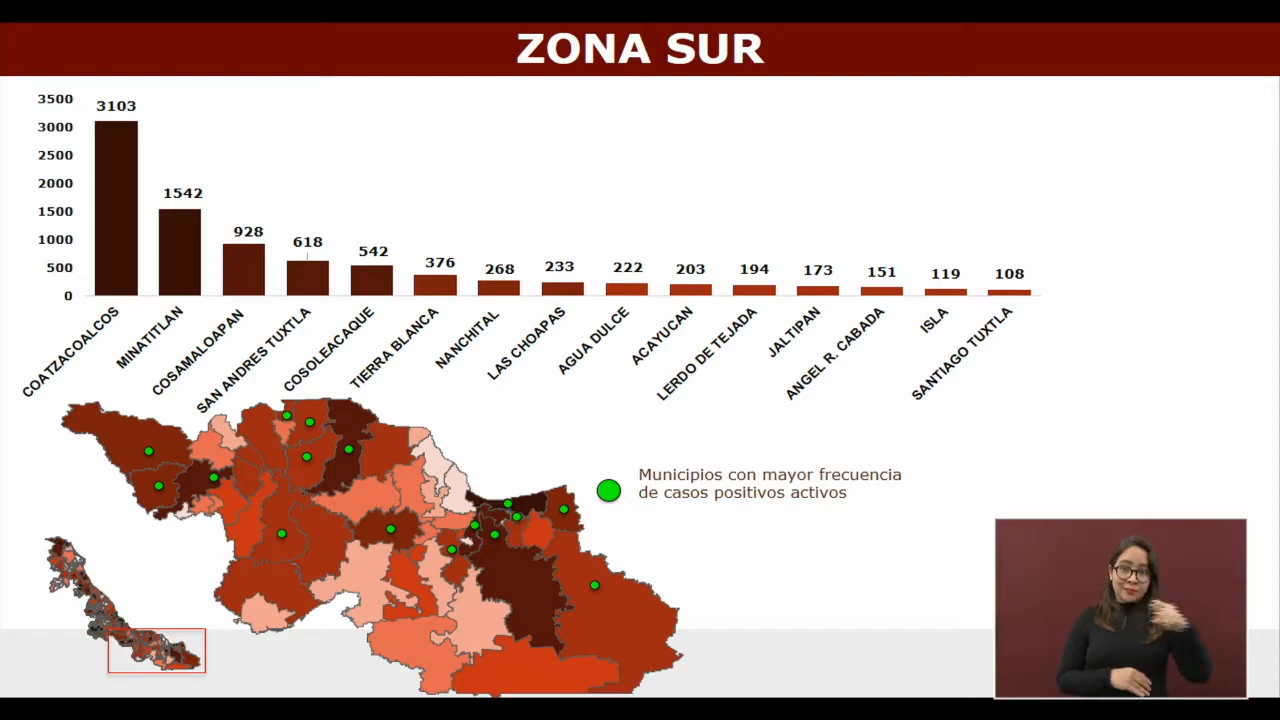 ZONA SUR
3500
3000
2500
2000
1500
1000
500
0
3103
1542
928
618
542
376
268
233
222
203
194
173
151
119
108
COATZACOALCOS
MINATITLAN
COSAMALOAPAN
SAN ANDRES TUXTLA
COSOLEACAQUE
TIERRA BLANCA
NANCHITAL
LAS CHOAPAS
AGUA DULCE
ACAYUCAN
LERDO DE TEJADA
JALTIPAN
ANGEL R. CABADA
ISLA
SANTIAGO TUXTLA
Municipios con mayor frecuencia
de casos positivos activos